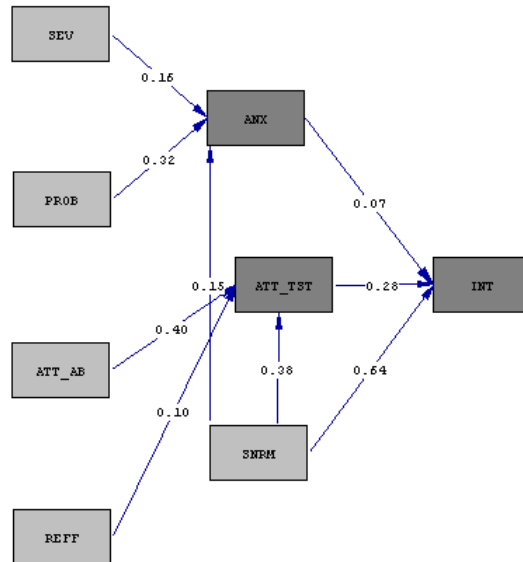 SEV
0.15
ANX
0.32
PROB
0.07
ATT_TST
0.15
0.28
INT
0.40
ATT_AB
0.38
0.64
0.10
SNRM
REFF